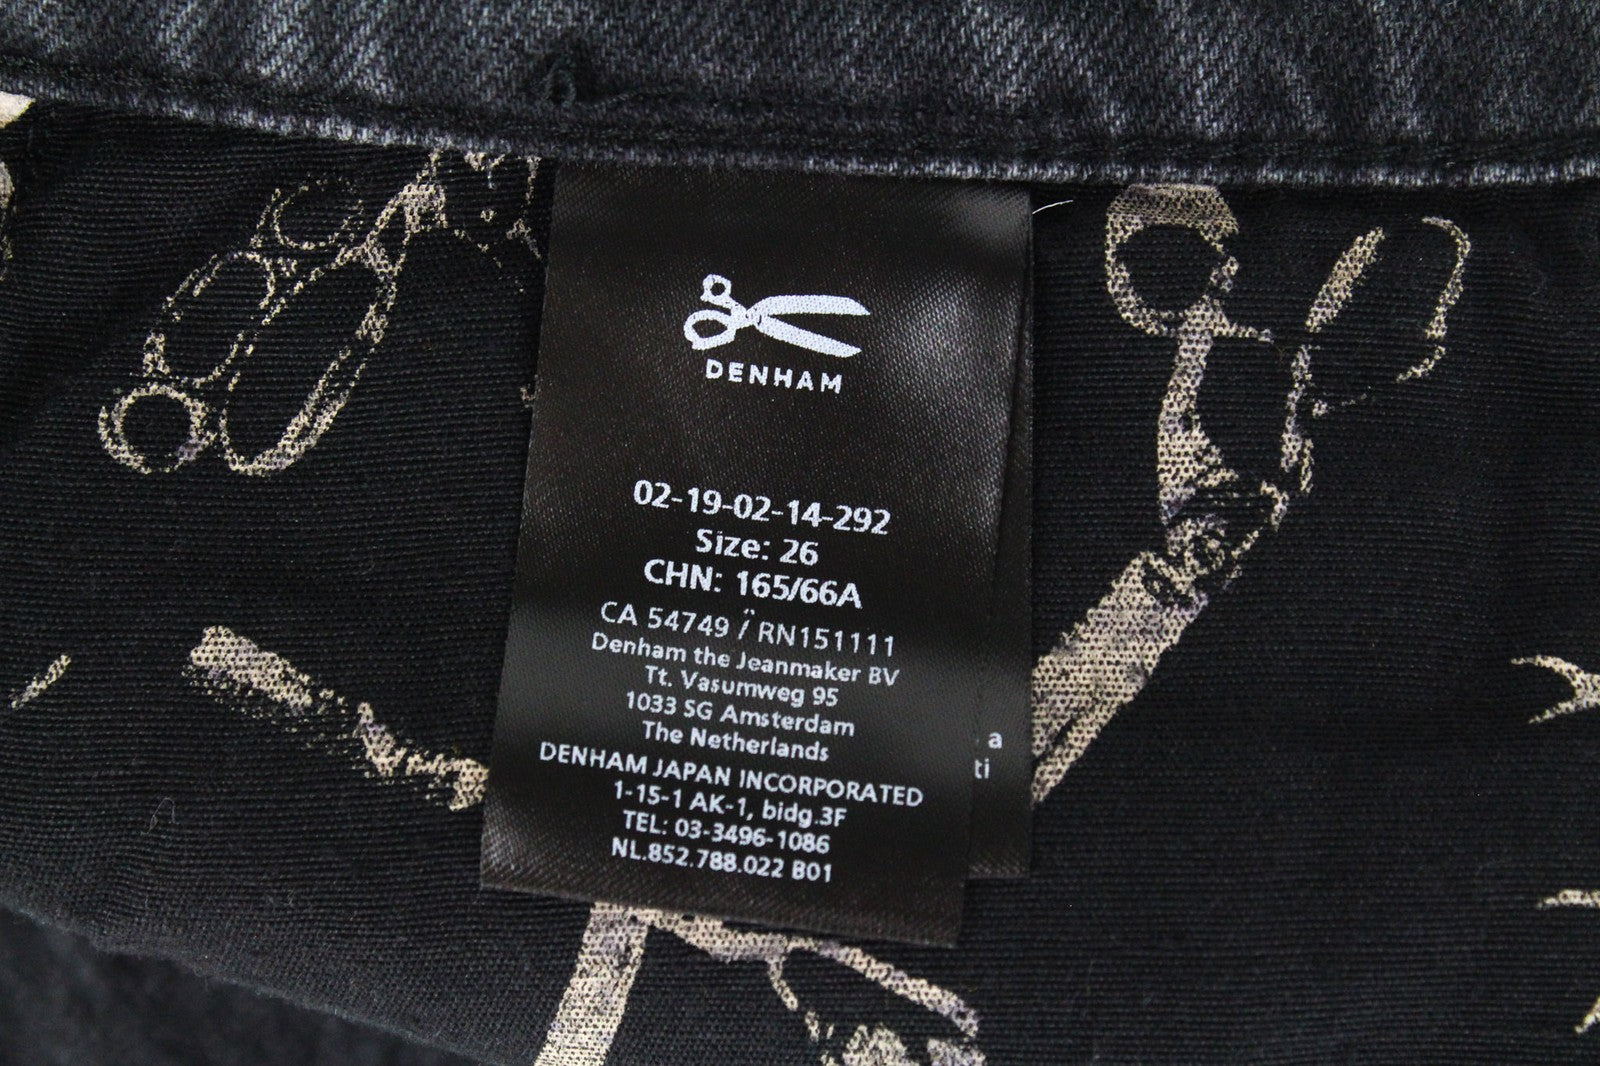 DENHAM
02-19-02-14-292
Size: 26
CHN: 165/66A
CA 54749 / RN151111
Denham the Jeanmaker BV
Tt. Vasumweg 95
1033 SG Amsterdam
The Netherlands
DENHAM JAPAN INCORPORATED
1-15-1 AK-1, bidg.3F
TEL: 03-3496-1086
NL.852.788.022 B01
a
ti